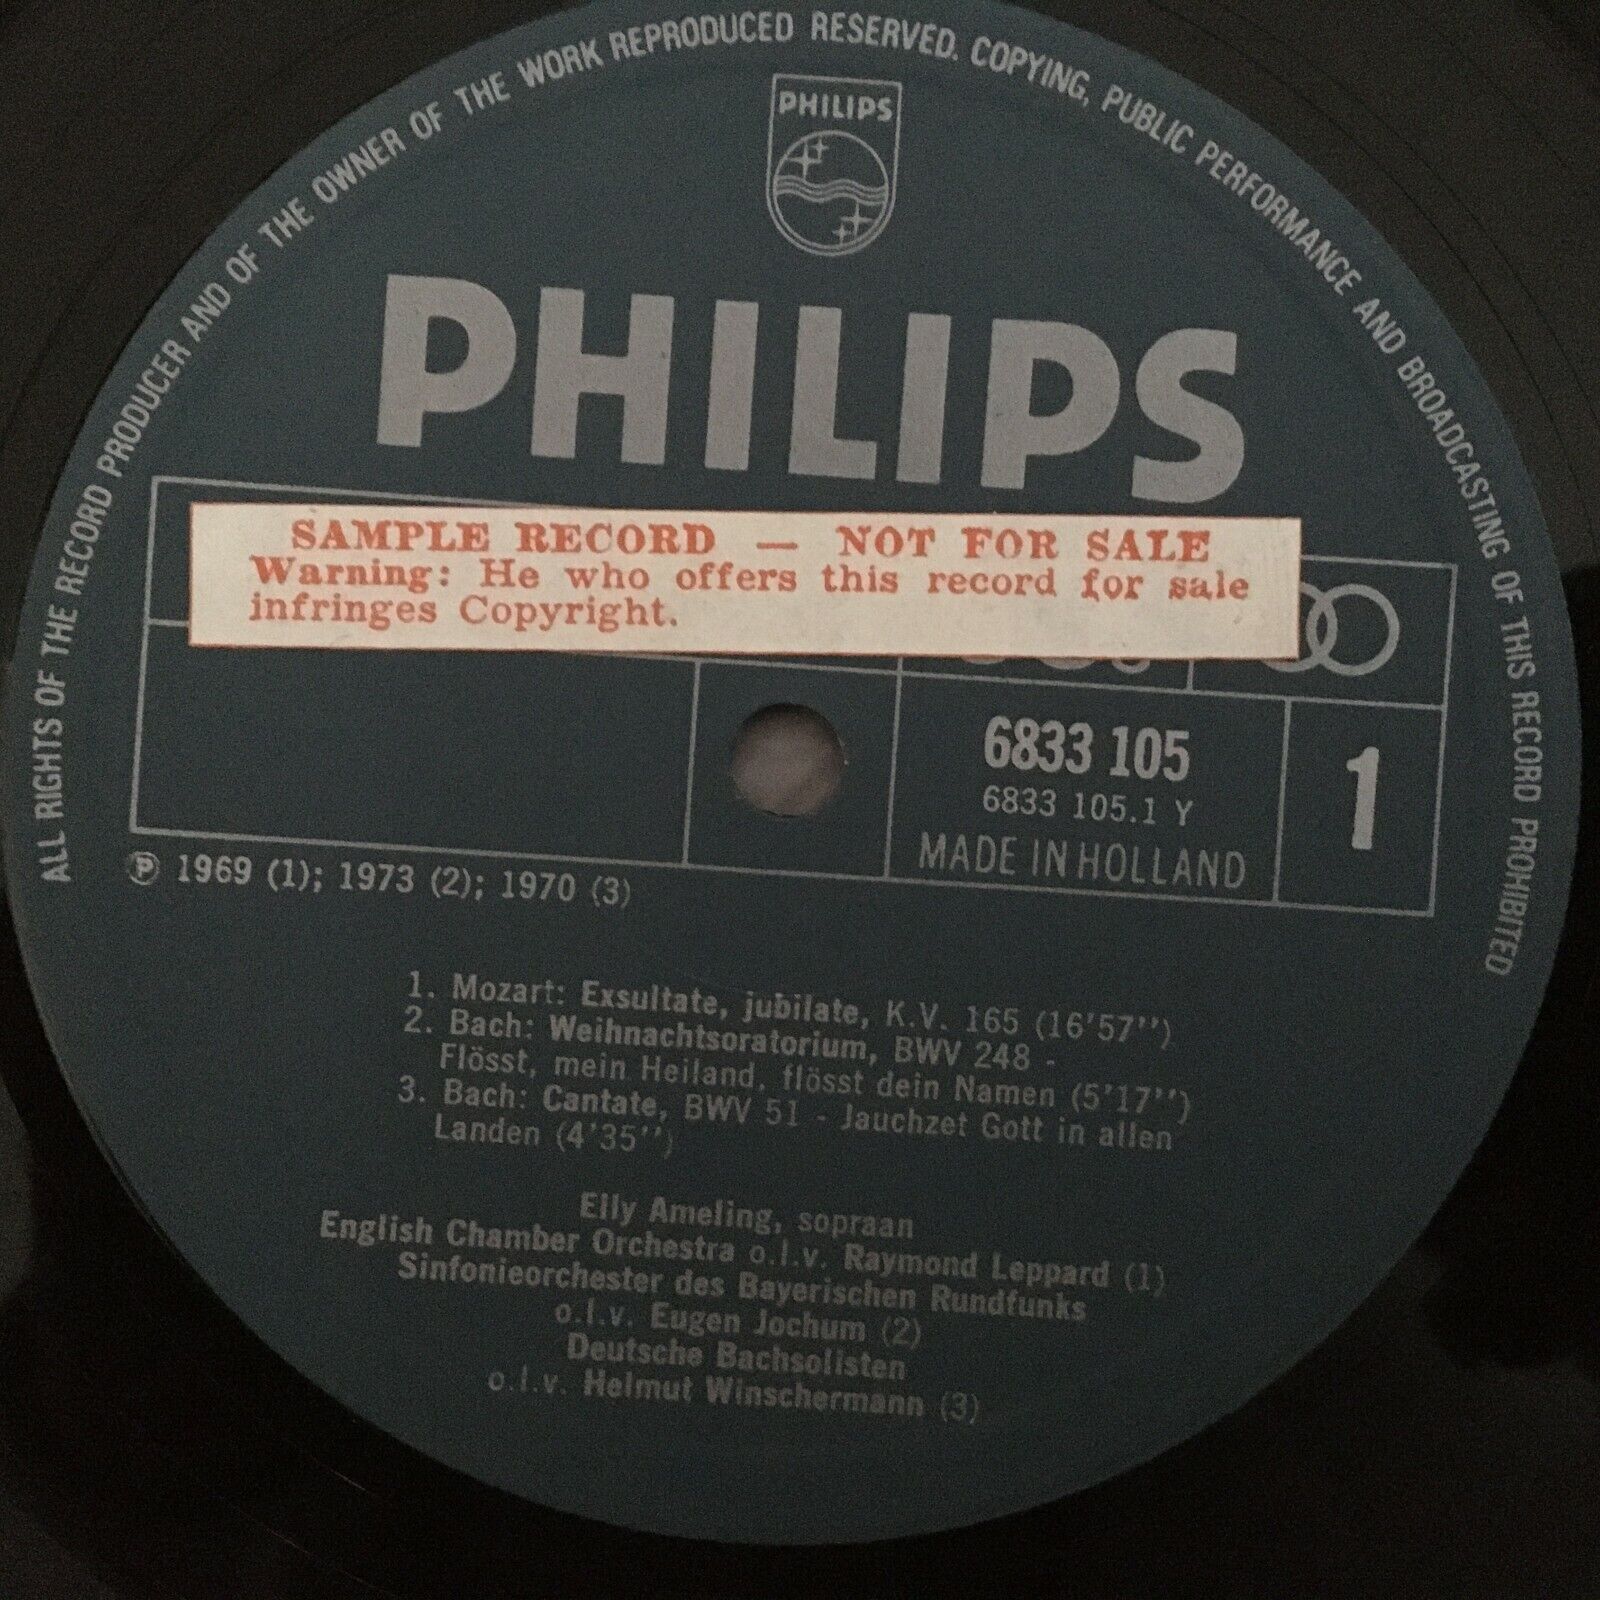 ALL RIGHTS OF THE RECORD PRODUCER AND OF THE OWNER OF THE WORK REPRODUCED RESERVED. COPYING, PUBLIC PERFORMANCE AND BROADCASTING OF THIS RECORD PROHIBITED
PHILIPS
PHILIPS
SAMPLE RECORD — NOT FOR SALE
Warning: He who offers this record for sale
infringes Copyright.
6833 105
6833 105.1 Y
MADE IN HOLLAND
1
Ⓟ 1969 (1); 1973 (2); 1970 (3)
1. Mozart: Exsultate, jubilate, K.V. 165 (16'57'')
2. Bach: Weihnachtsoratorium, BWV 248 -
Flösst, mein Heiland, flösst dein Namen (5'17'')
3. Bach: Cantate, BWV 51 - Jauchzet Gott in allen
Landen (4'35'')
Elly Ameling, sopraan
English Chamber Orchestra o.l.v. Raymond Leppard (1)
Sinfonieorchester des Bayerischen Rundfunks
o.l.v. Eugen Jochum (2)
Deutsche Bachsolisten
o.l.v. Helmut Winschermann (3)